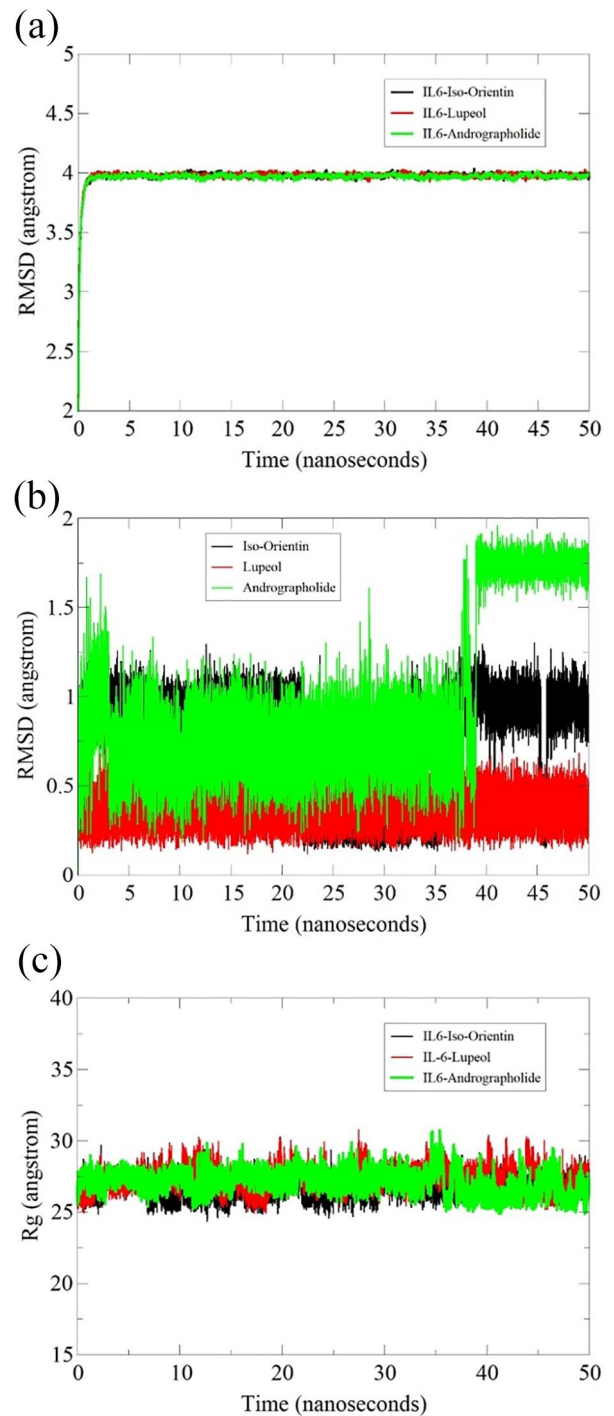 (a)
5
4.5
4
3.5
3
4
2.5
2
IL6-Iso-Orientin
IL6-Lupeol
IL6-Andrographolide
RMSD (angstrom)
0 5 10 15 20 25 30 35 40 45 50
Time (nanoseconds)
(b)
2
1.5
1
0.5
0
Iso-Orientin
Lupeol
Andrographolide
RMSD (angstrom)
0 5 10 15 20 25 30 35 40 45 50
Time (nanoseconds)
(c)
40
35
30
25
20
15
IL6-Iso-Orientin
IL-6-Lupeol
IL6-Andrographolide
Rg (angstrom)
0 10 20 30 40 50
Time (nanoseconds)